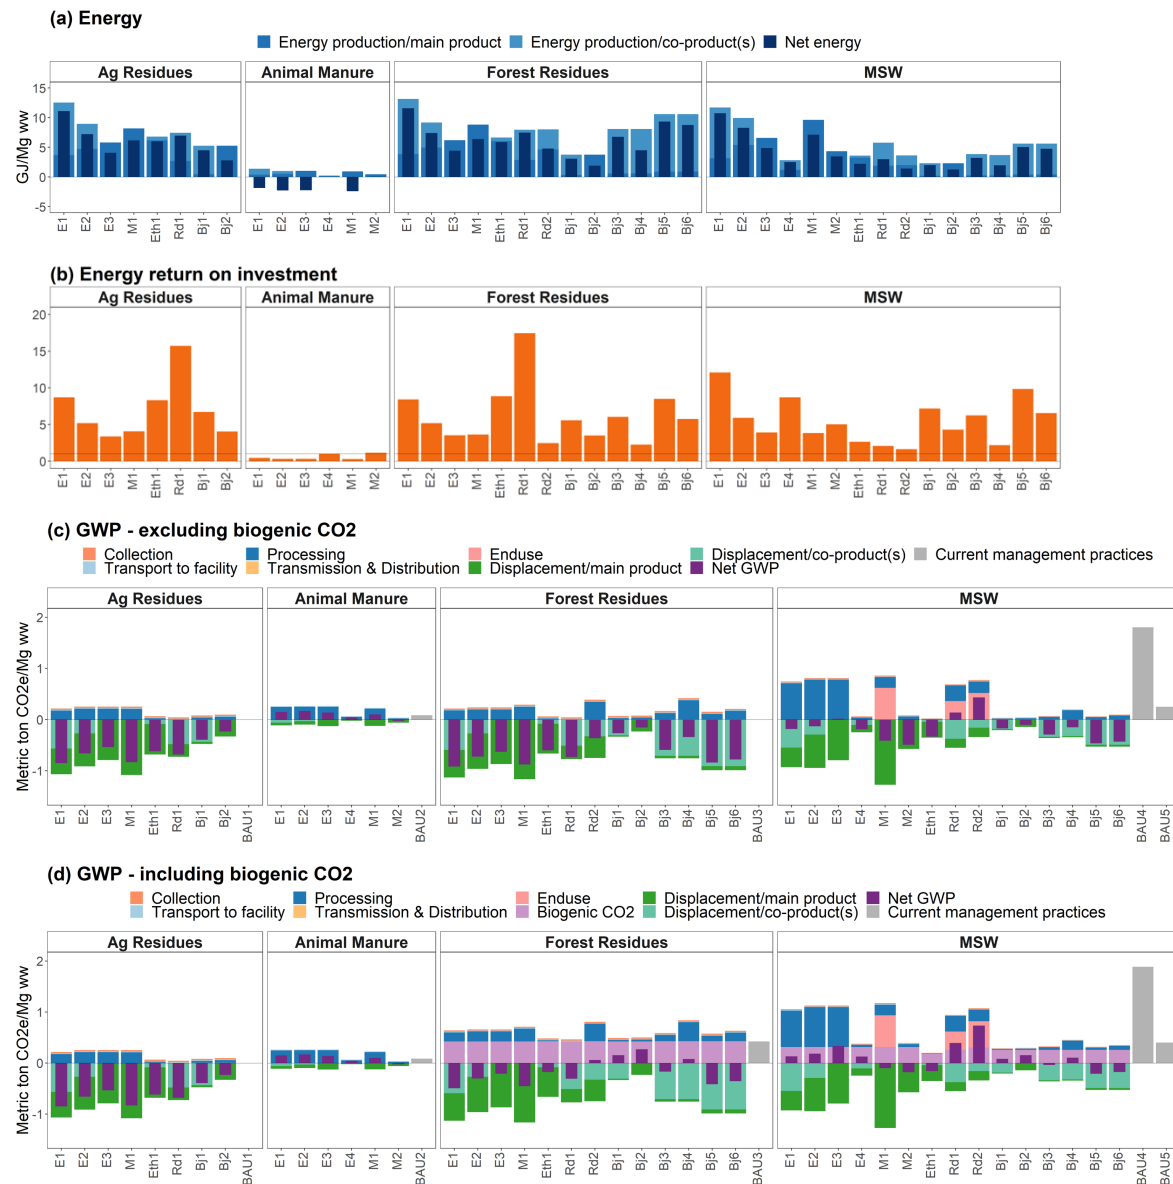 (a) Energy
Energy production/main product Energy production/co-product(s) Net energy
Ag Residues Animal Manure Forest Residues MSW
GJ/Mg ww
15
10
5
0
-5
E1 E2 E3 M1 Eth1 Rd1 Bj1 Bj2 E1 E2 E3 E4 M1 M2 E1 E2 E3 M1 Eth1 Rd1 Rd2 Bj1 Bj2 Bj3 Bj4 Bj5 Bj6 E1 E2 E3 E4 M1 M2 Eth1 Rd1 Rd2 Bj1 Bj2 Bj3 Bj4 Bj5 Bj6
(b) Energy return on investment
Ag Residues Animal Manure Forest Residues MSW
20
15
10
5
0
E1 E2 E3 M1 Eth1 Rd1 Bj1 Bj2 E1 E2 E3 E4 M1 M2 E1 E2 E3 M1 Eth1 Rd1 Rd2 Bj1 Bj2 Bj3 Bj4 Bj5 Bj6 E1 E2 E3 E4 M1 M2 Eth1 Rd1 Rd2 Bj1 Bj2 Bj3 Bj4 Bj5 Bj6
(c) GWP - excluding biogenic CO2
Collection Processing Enduse Displacement/co-product(s) Current management practices
Transport to facility Transmission & Distribution Displacement/main product Net GWP
Ag Residues Animal Manure Forest Residues MSW
Metric ton CO2e/Mg ww
2
1
0
-1
E1 E2 E3 M1 Eth1 Rd1 Bj1 Bj2 BAU1 E1 E2 E3 E4 M1 M2 BAU2 E1 E2 E3 M1 Eth1 Rd1 Rd2 Bj1 Bj2 Bj3 Bj4 Bj5 Bj6 BAU3 E1 E2 E3 E4 M1 M2 Eth1 Rd1 Rd2 Bj1 Bj2 Bj3 Bj4 Bj5 Bj6 BAU4 BAU5
(d) GWP - including biogenic CO2
Collection Processing Enduse Displacement/main product Net GWP
Transport to facility Transmission & Distribution Biogenic CO2 Displacement/co-product(s) Current management practices
Ag Residues Animal Manure Forest Residues MSW
Metric ton CO2e/Mg ww
2
1
0
-1
E1 E2 E3 M1 Eth1 Rd1 Bj1 Bj2 BAU1 E1 E2 E3 E4 M1 M2 BAU2 E1 E2 E3 M1 Eth1 Rd1 Rd2 Bj1 Bj2 Bj3 Bj4 Bj5 Bj6 BAU3 E1 E2 E3 E4 M1 M2 Eth1 Rd1 Rd2 Bj1 Bj2 Bj3 Bj4 Bj5 Bj6 BAU4 BAU5